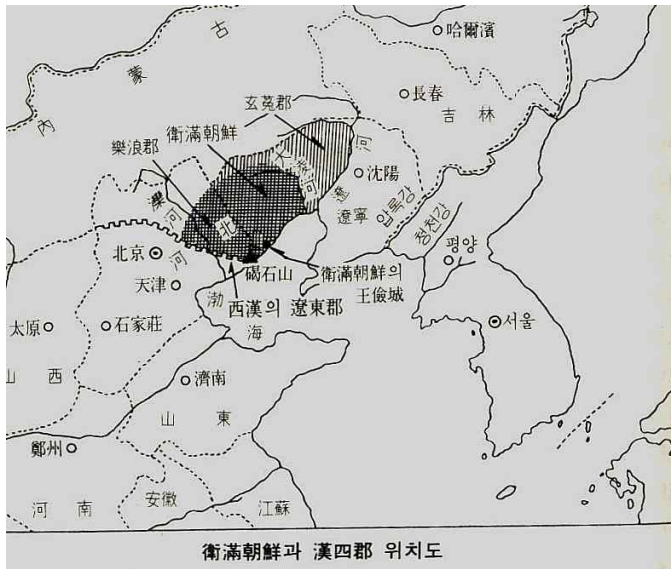 古
蒙
內
哈爾濱
長春
吉 林
玄菟郡
衛滿朝鮮
樂浪郡
大凌河
遼河
瀋陽
遼寧
압록강
청천강
평양
灤河
河北
北京
天津
碣石山
衛滿朝鮮의
王儉城
西漢의 遼東郡
渤海
서울
太原
石家莊
山 西
濟南
山 東
鄭州
河 南
安徽
江蘇
衛滿朝鮮과 漢四郡 위치도